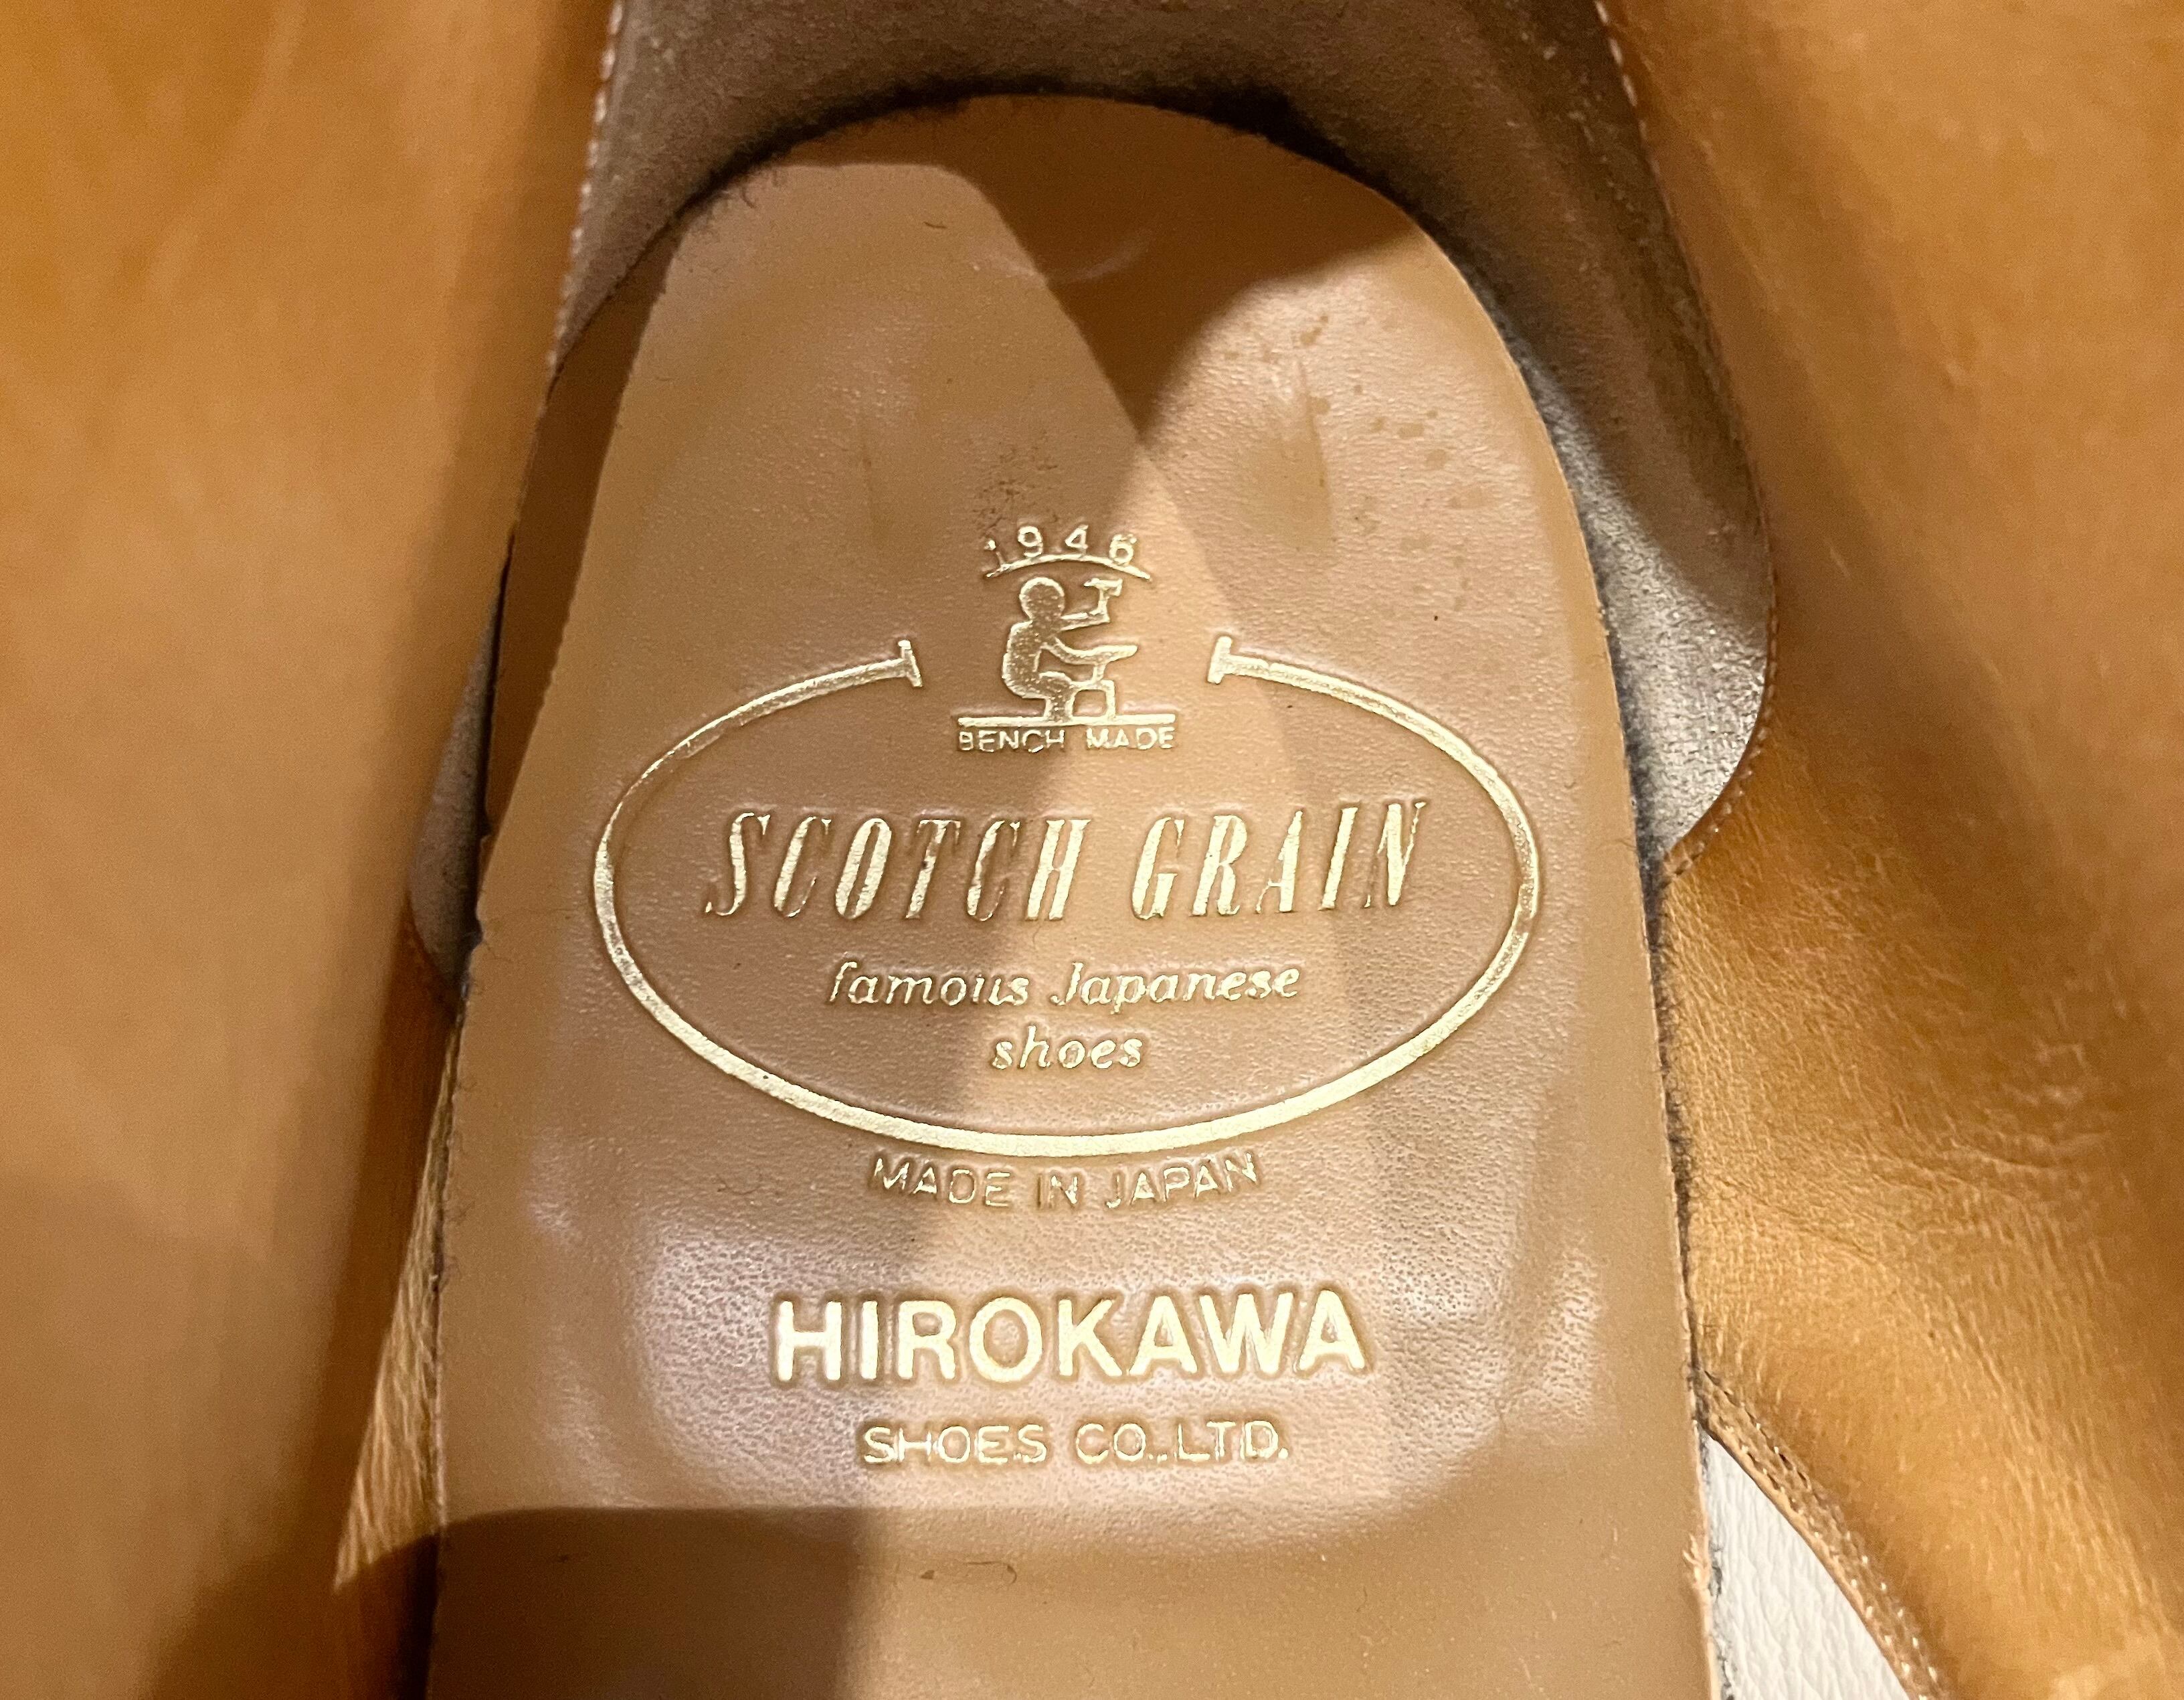 1946
BENCH MADE
SCOTCH GRAIN
famous Japanese
shoes
MADE IN JAPAN
HIROKAWA
SHOES CO.,LTD.